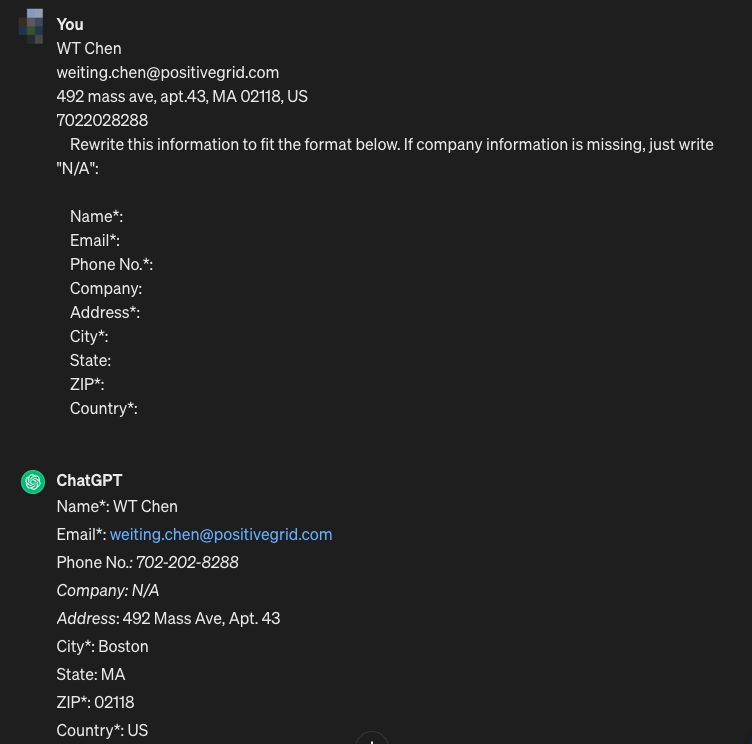 You
WT Chen
weiting.chen@positivegrid.com
492 mass ave, apt.43, MA 02118, US
7022028288
Rewrite this information to fit the format below. If company information is missing, just write
"N/A":
Name*:
Email*:
Phone No.*:
Company:
Address*:
City*:
State:
ZIP*:
Country*:
ChatGPT
Name*: WT Chen
Email*: weiting.chen@positivegrid.com
Phone No.: 702-202-8288
Company: N/A
Address: 492 Mass Ave, Apt. 43
City*: Boston
State: MA
ZIP*: 02118
Country*: US